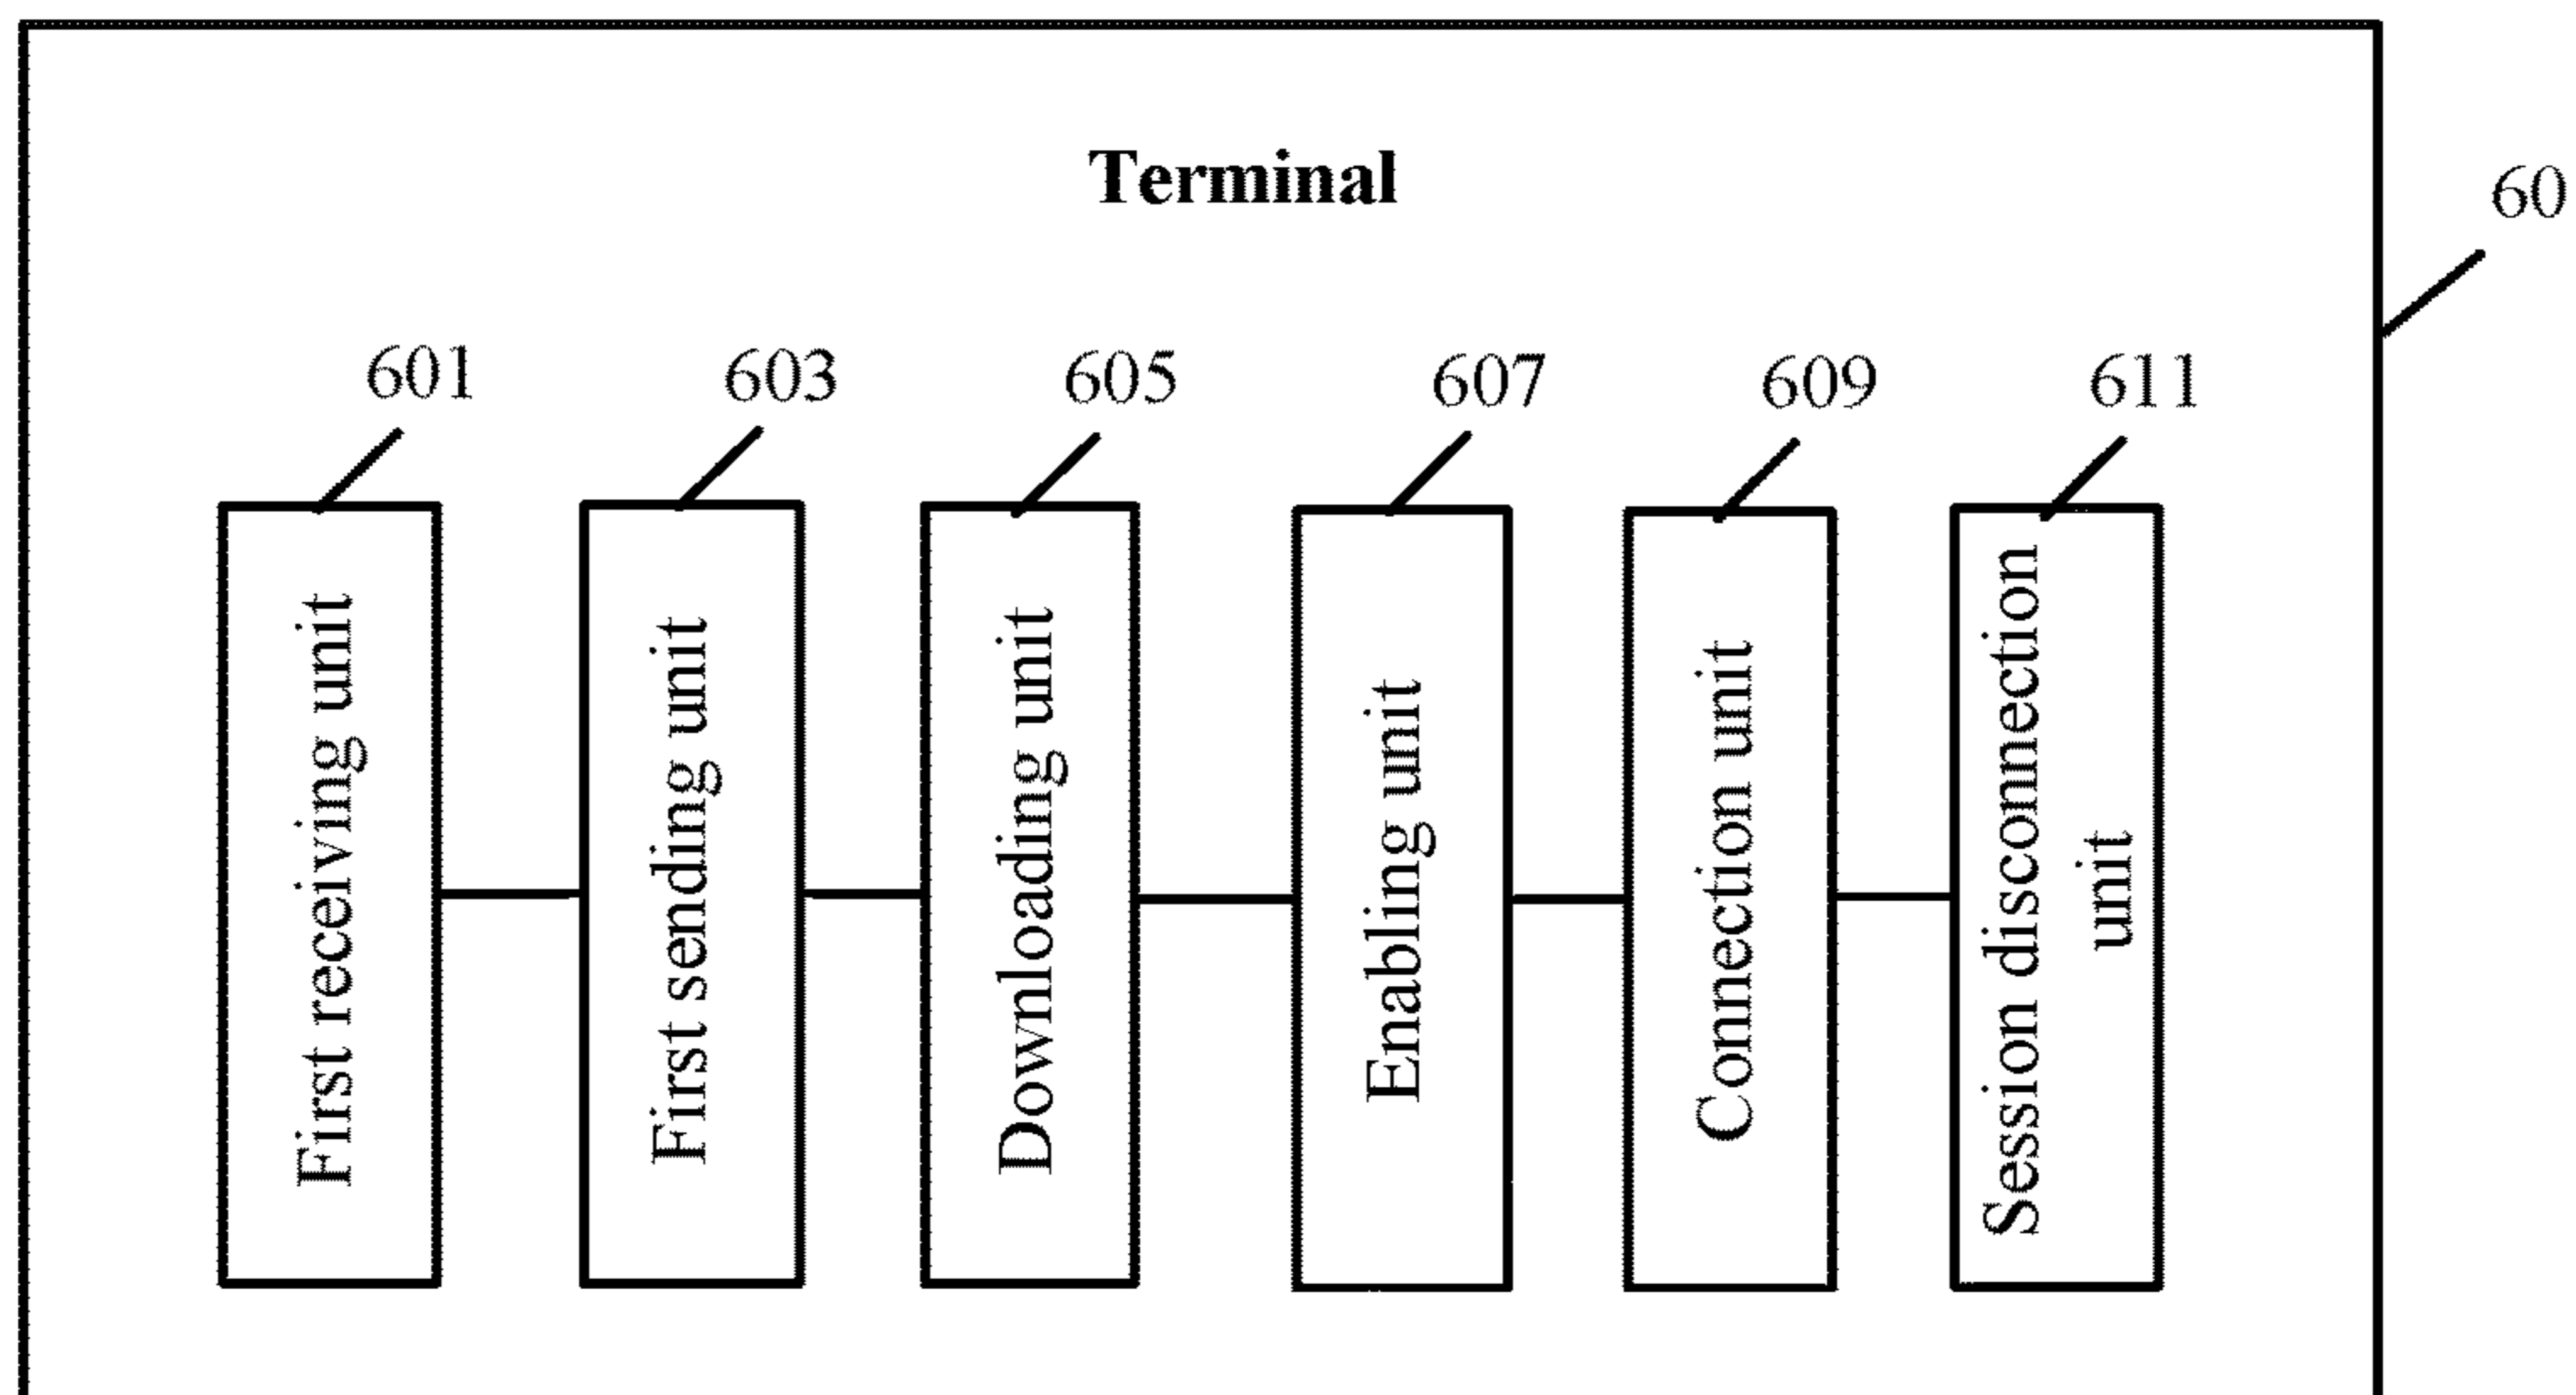 Terminal
60
601
603
605
607
609
611
First receiving unit
First sending unit
Downloading unit
Enabling unit
Connection unit
Session disconnection
unit